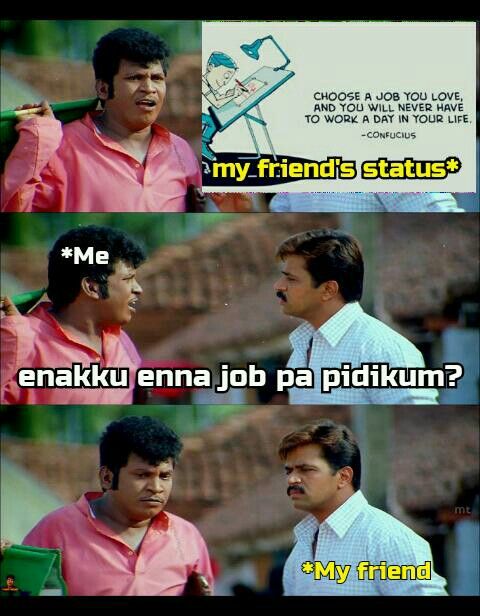 CHOOSE A JOB YOU LOVE,
AND YOU WILL NEVER HAVE
TO WORK A DAY IN YOUR LIFE.
-CONFUCIUS
my friend's status*
*Me
enakku enna job pa pidikum?
mt
*My friend